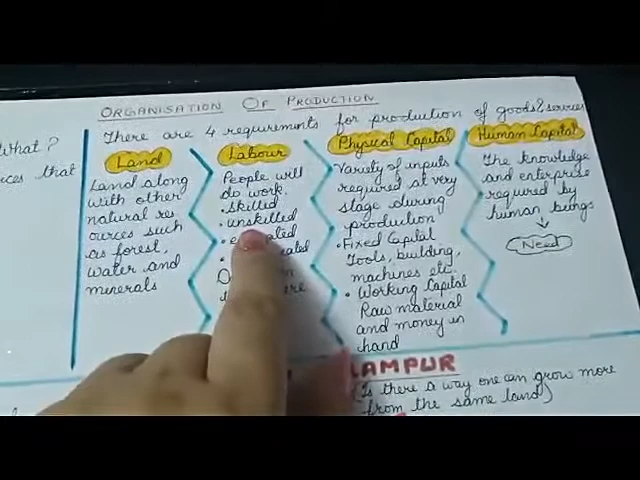 ORGANISATION OF PRODUCTION
There are 4 requirements for production of goods & services
What?
rces that
Land
Land along
with other
natural res
ources such
as forest,
water and
minerals
Labour
People will
do work.
• Skilled
• unskilled
Physical Capital
Variety of inputs
required at very
stage during
production
• Fixed Capital
Tools, building,
machines etc.
• Working Capital
Raw material
and money in
hand
Human Capital
The knowledge
and enterprise
required by
human beings
Need
LAMPUR
(Is there a way one can grow more
from the same land)